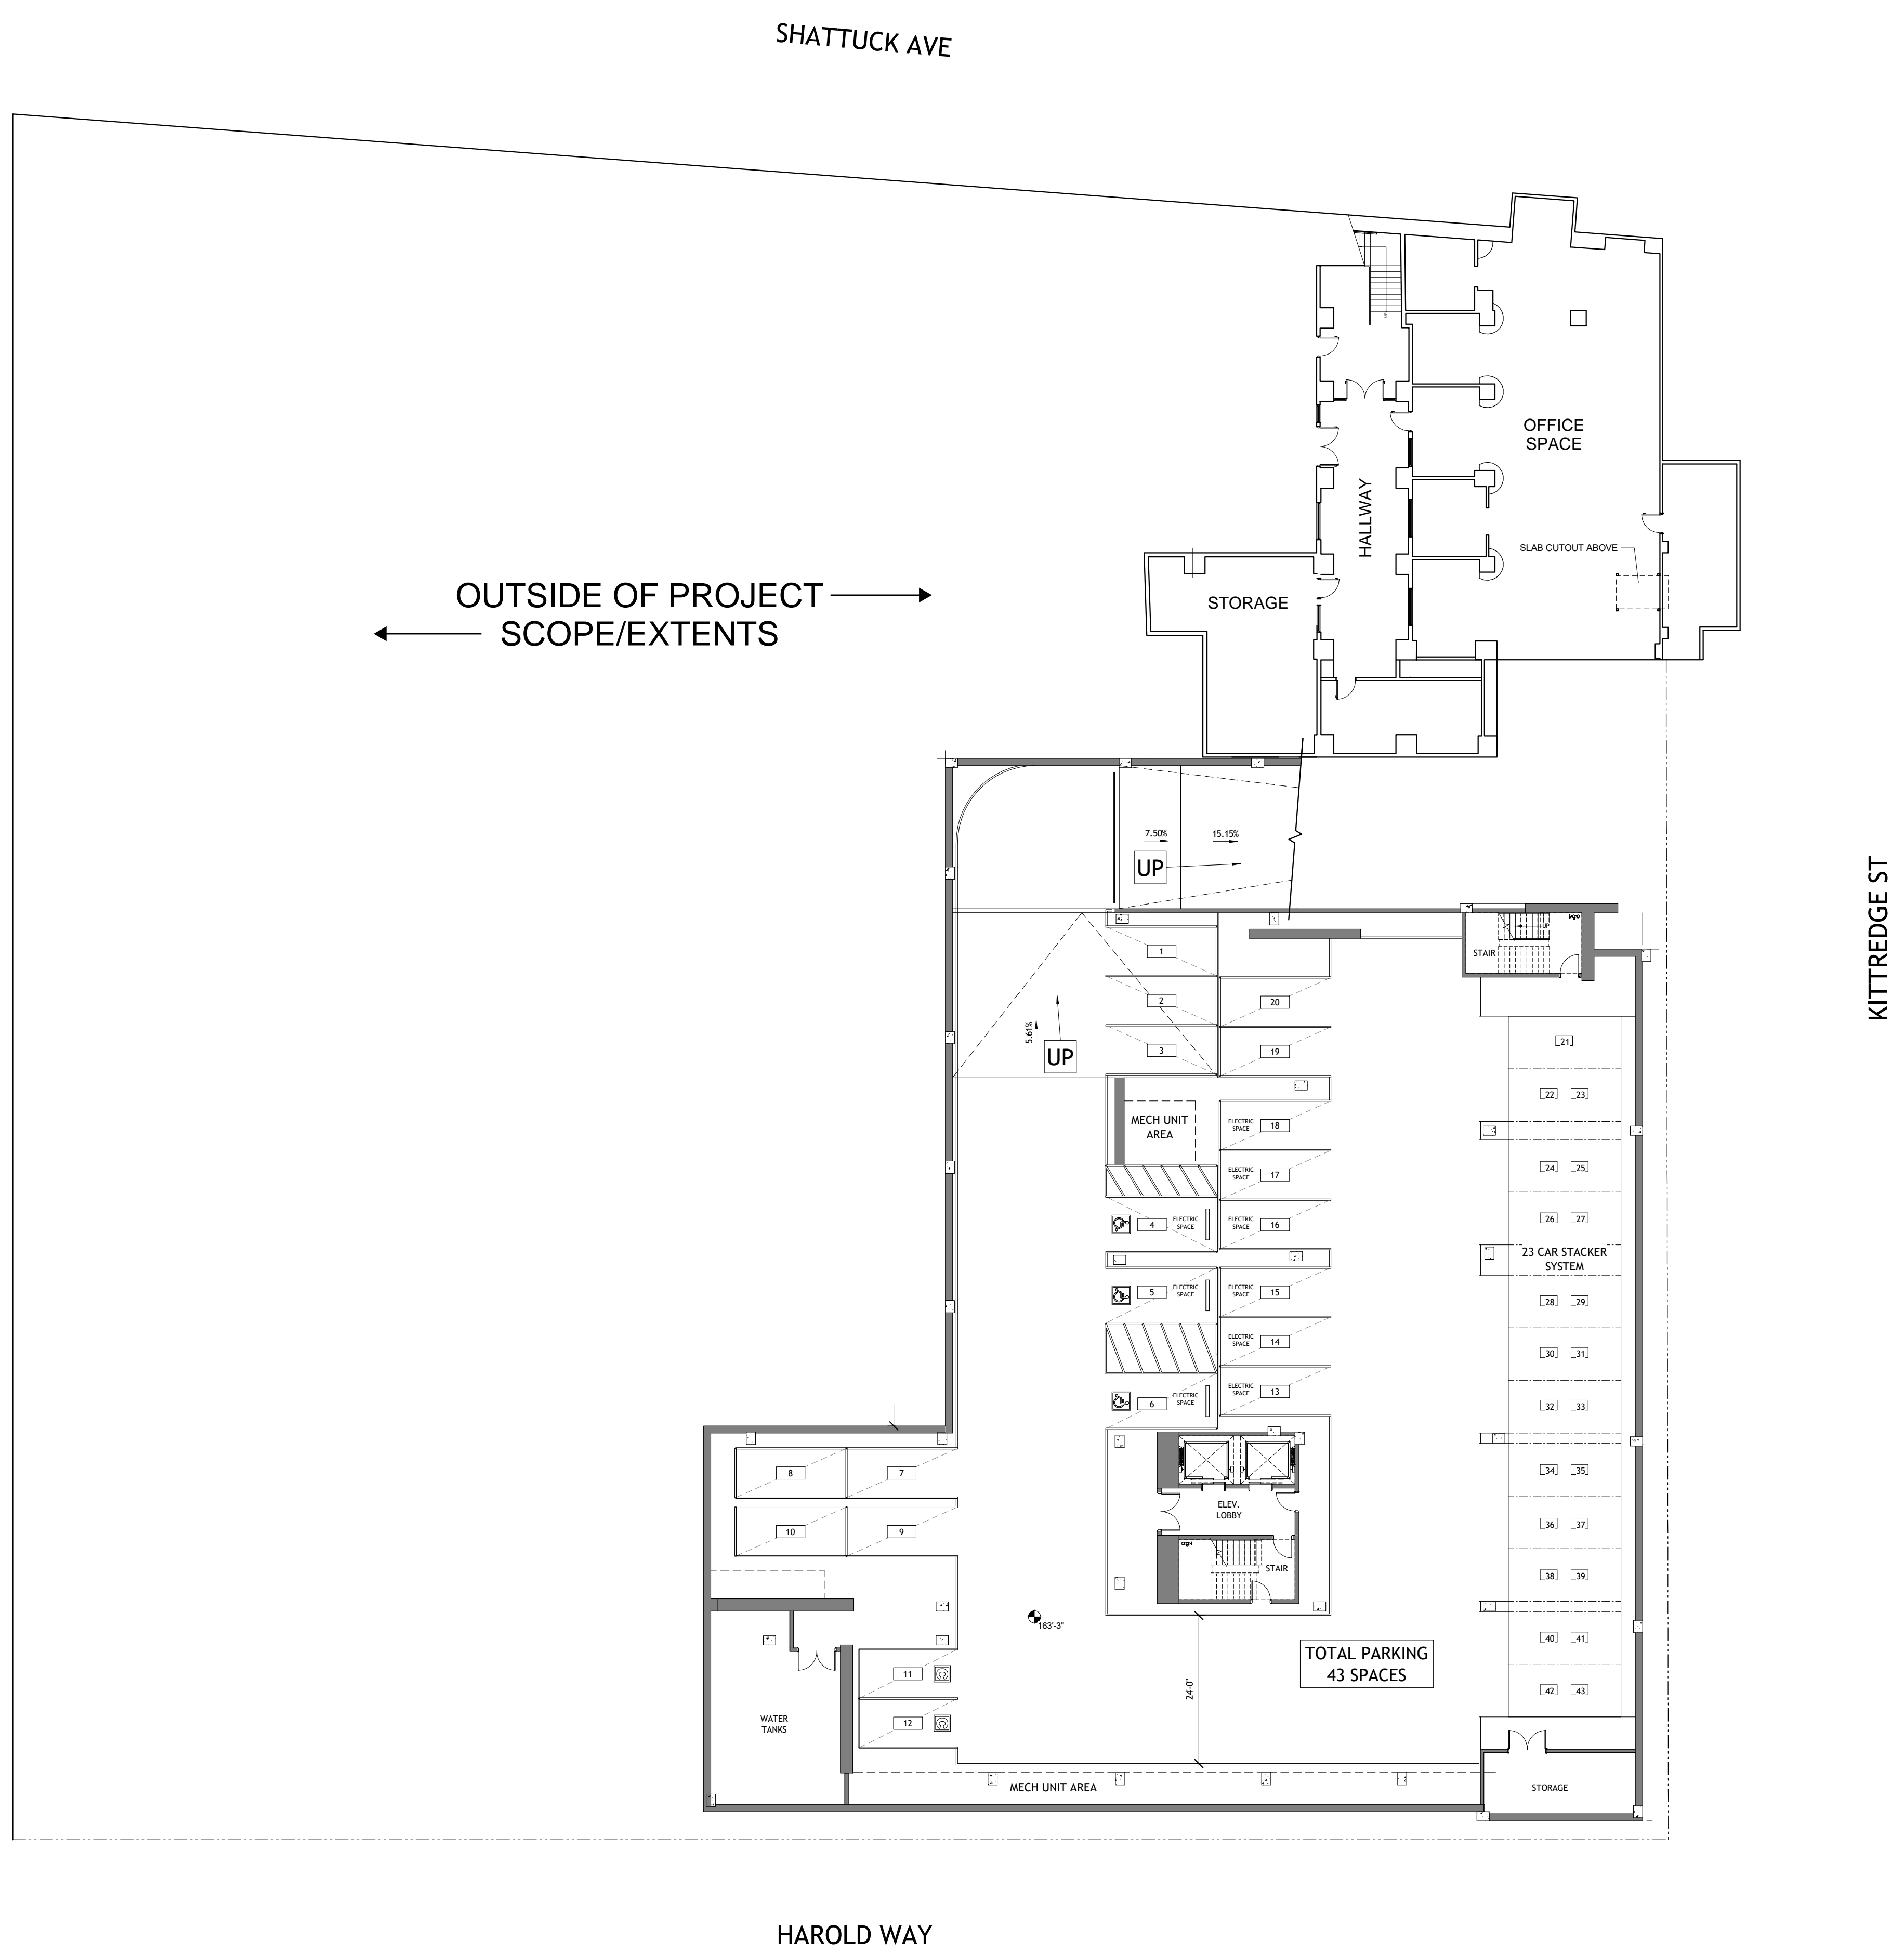 SHATTUCK AVE
OFFICE
SPACE
HALLWAY
SLAB CUTOUT ABOVE
OUTSIDE OF PROJECT
SCOPE/EXTENTS
STORAGE
KITTREDGE ST
7.50%
15.15%
UP
UP
STAIR
1
2
20
5.61%
UP
3
19
21
22
23
MECH UNIT
AREA
ELECTRIC
SPACE
18
24
25
ELECTRIC
SPACE
17
4
ELECTRIC
SPACE
ELECTRIC
SPACE
16
26
27
23 CAR STACKER
SYSTEM
5
ELECTRIC
SPACE
ELECTRIC
SPACE
15
28
29
ELECTRIC
SPACE
14
30
31
6
ELECTRIC
SPACE
ELECTRIC
SPACE
13
32
33
8
7
34
35
ELEV.
LOBBY
10
9
36
37
STAIR
38
39
163'-3"
40
41
TOTAL PARKING
43 SPACES
11
C
24'-0"
42
43
12
C
WATER
TANKS
MECH UNIT AREA
STORAGE
HAROLD WAY